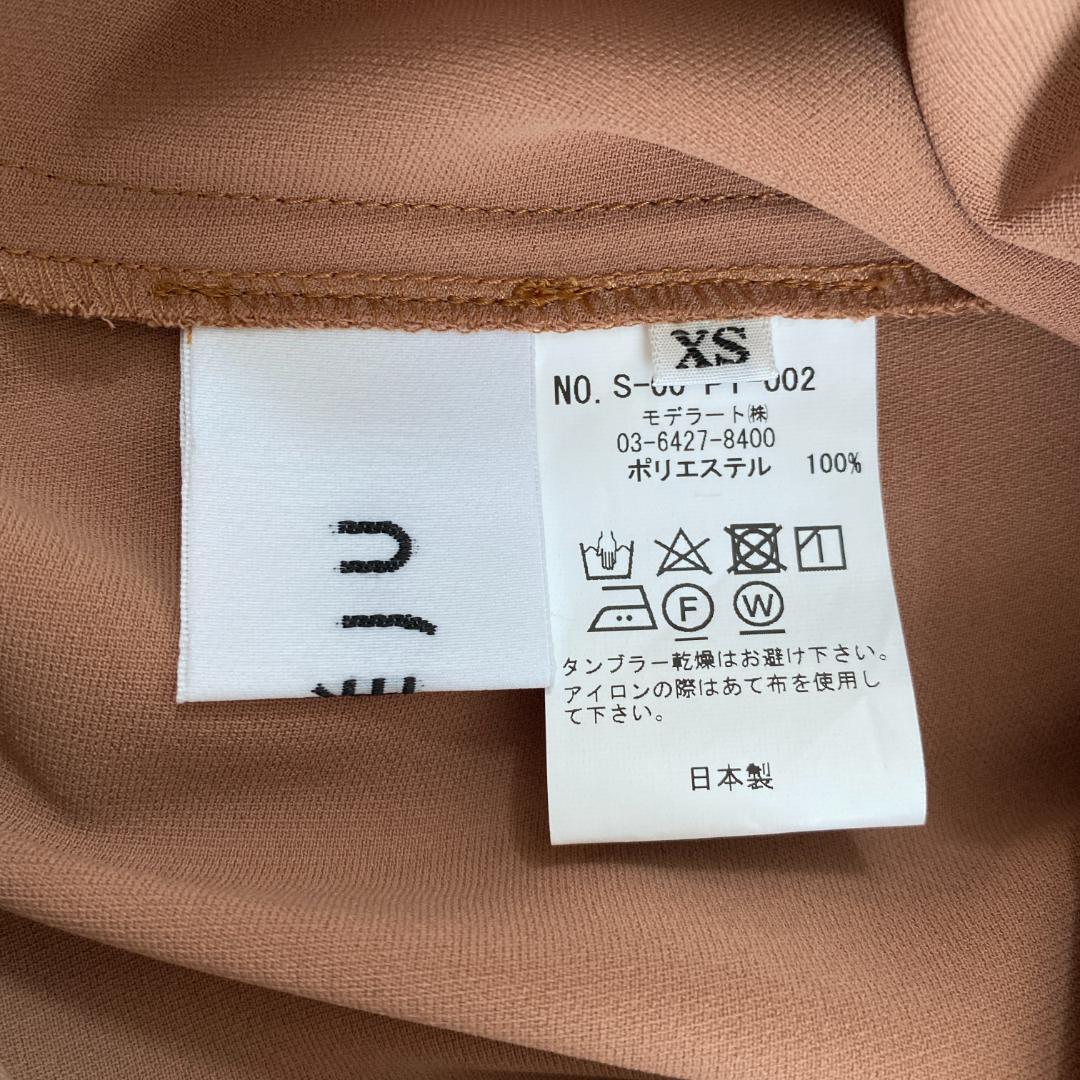 XS
NO. S-
002
モデラート㈱
03-6427-8400
ポリエステル 100%
F W
タンブラー乾燥はお避け下さい。
アイロンの際はあて布を使用し
て下さい。
日本製